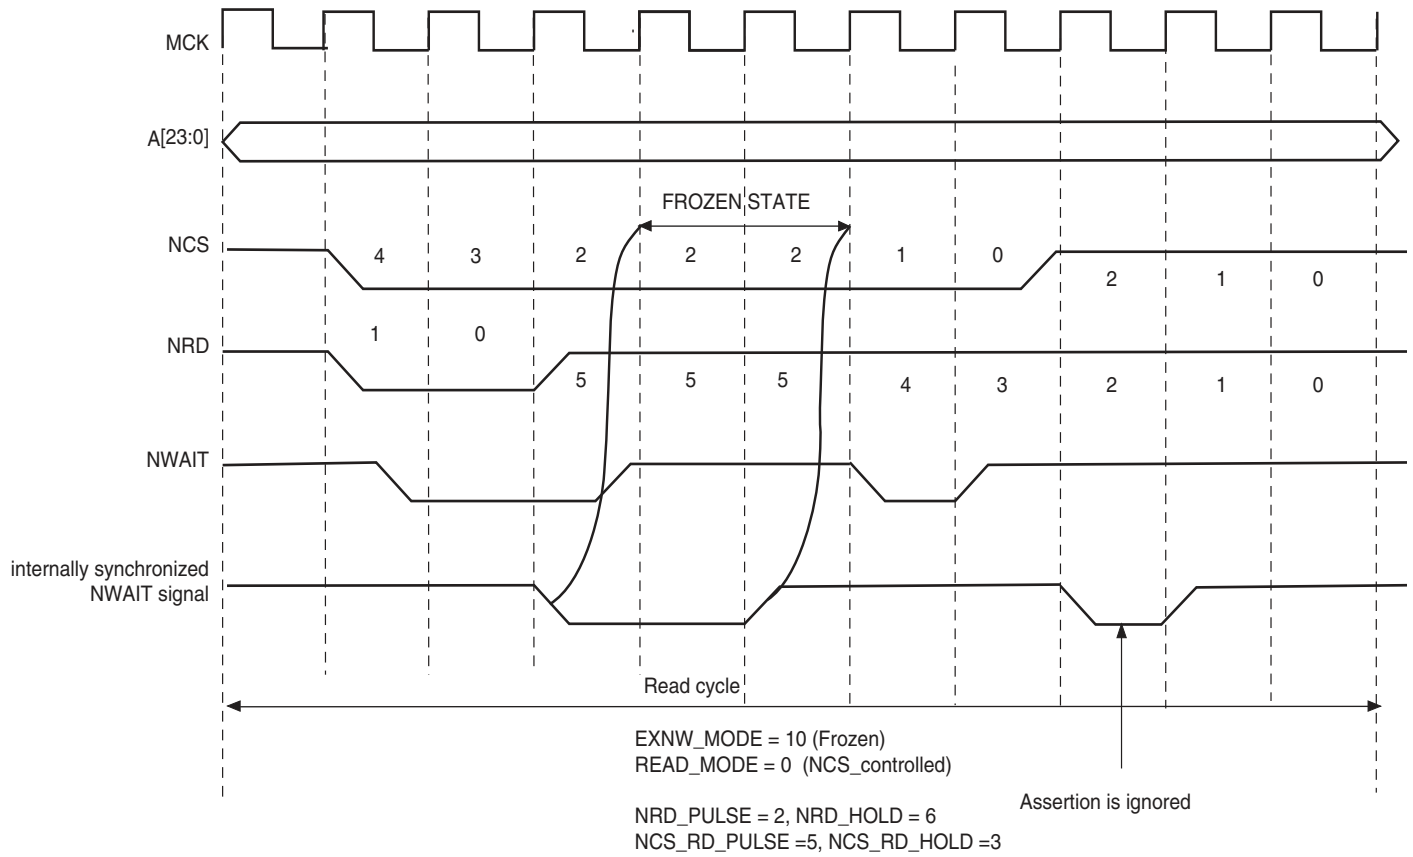 MCK
A[23:0]
FROZEN STATE
NCS
4 3 2 2 2 1 0
2 1 0
1 0
NRD
5 5 5 4 3 2 1 0
NWAIT
internally synchronized
NWAIT signal
Read cycle
EXNW_MODE = 10 (Frozen)
READ_MODE = 0 (NCS_controlled)
Assertion is ignored
NRD_PULSE = 2, NRD_HOLD = 6
NCS_RD_PULSE =5, NCS_RD_HOLD =3